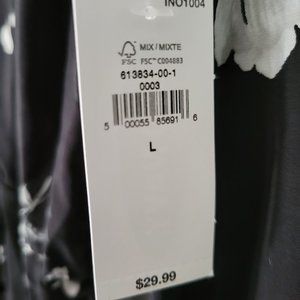 INO1004
MIX / MIXTE
FSC FSC™ C004883
613834-00-1
0003
5 00055 85691 6
L
$29.99